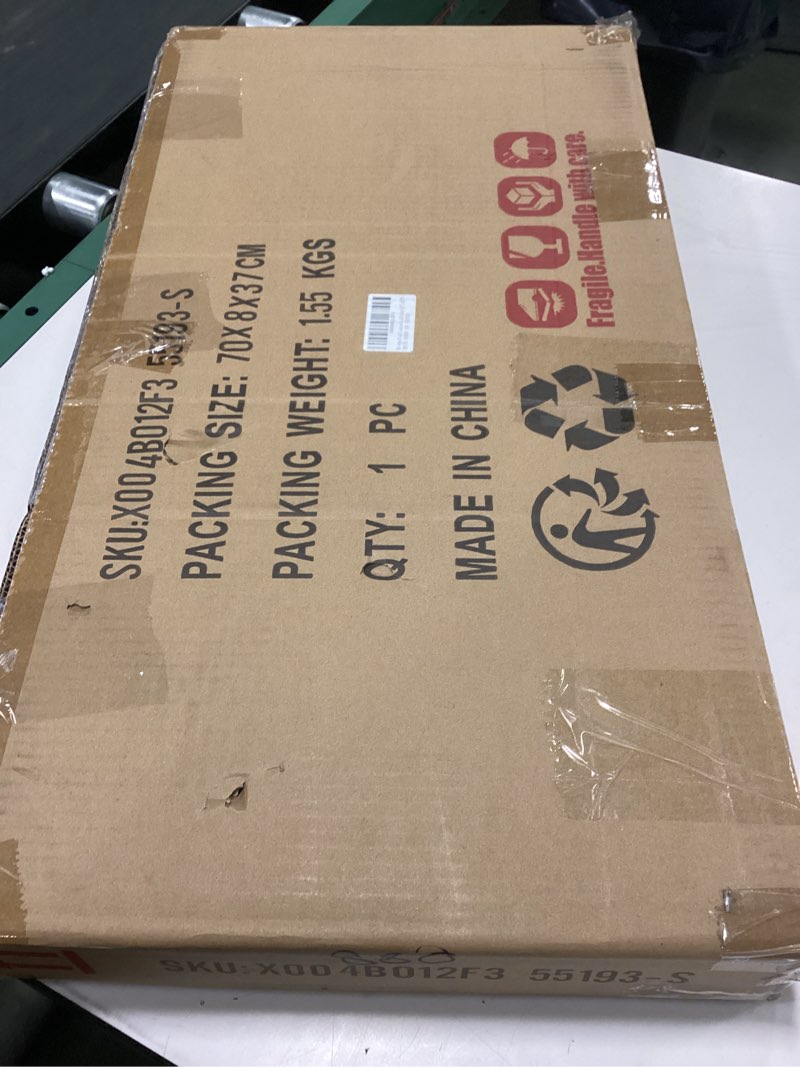 SKU:X004B012F3 55193-S
PACKING SIZE: 70X8X37CM
PACKING WEIGHT: 1.55 KGS
QTY: 1 PC
MADE IN CHINA
Fragile.Handle with care.
SKU:X004B012F3 55193-S